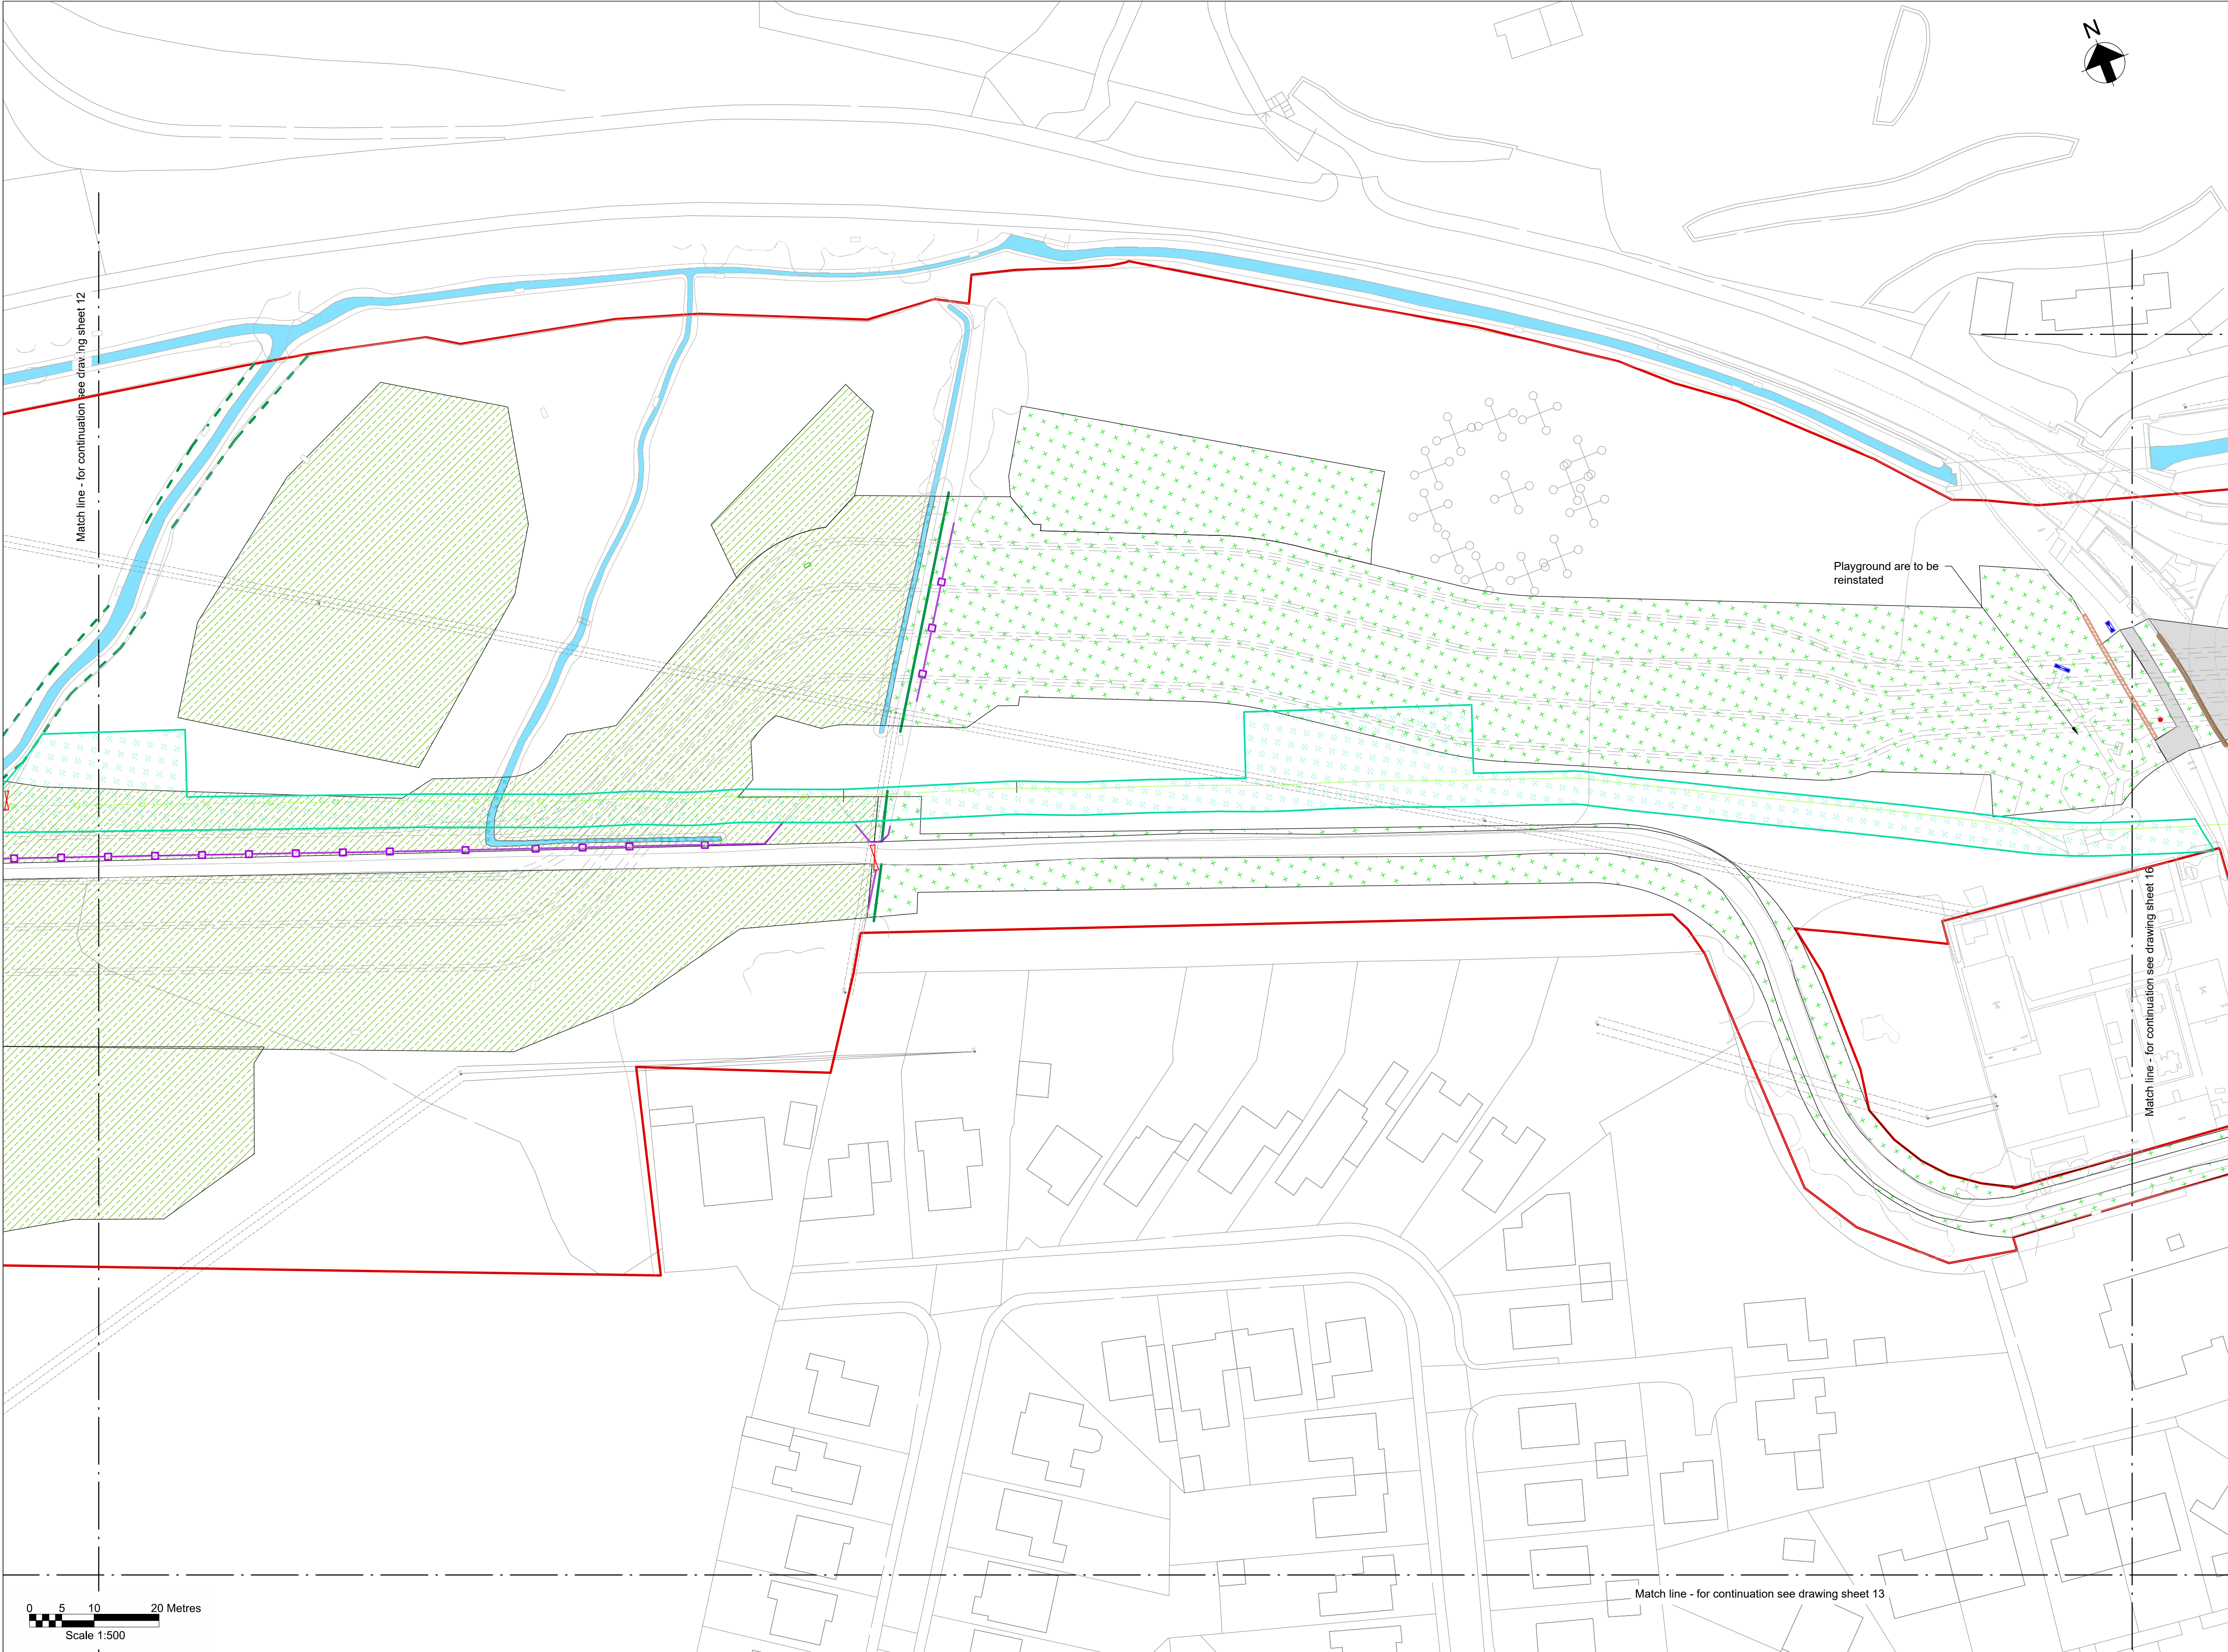 N
Match line - for continuation see drawing sheet 12
Playground are to be
reinstated
Match line - for continuation see drawing sheet 16
Match line - for continuation see drawing sheet 13
0 5 10 20 Metres
Scale 1:500